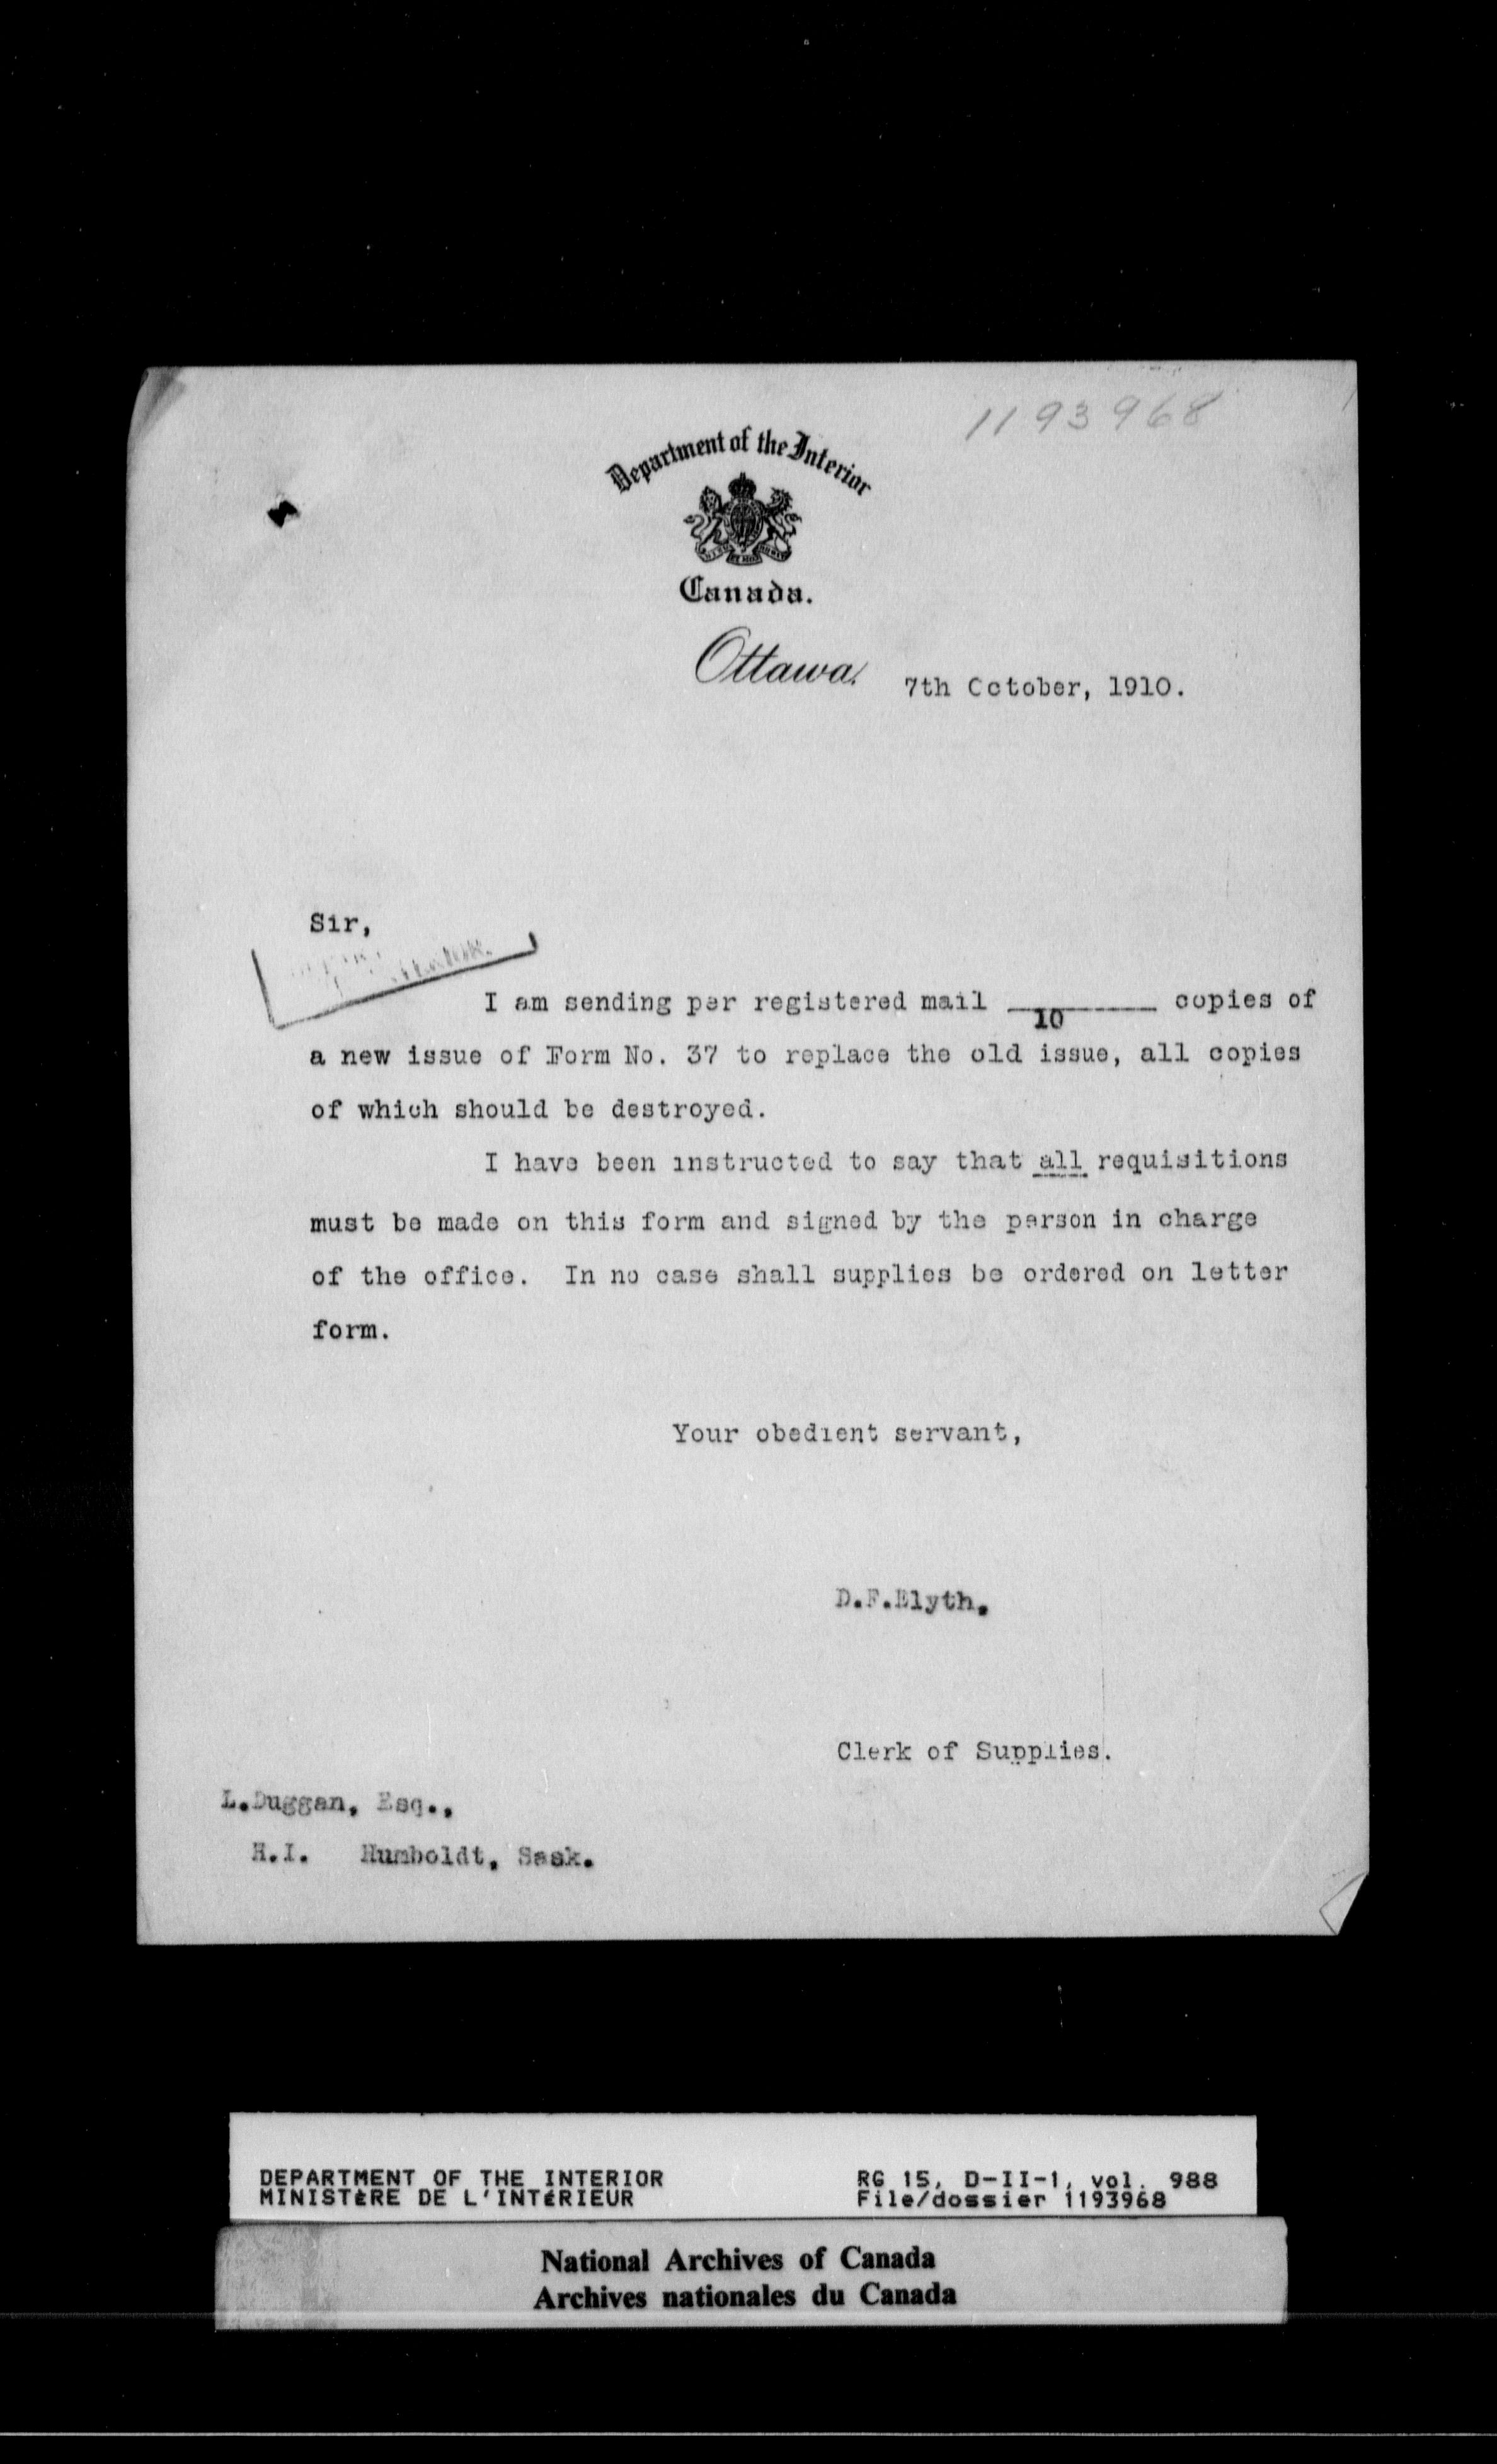 1193968
Department of the Interior
Canada.
Ottawa, 7th October, 1910.
Sir,
I am sending per registered mail 10 copies of
a new issue of Form No. 37 to replace the old issue, all copies
of which should be destroyed.
I have been instructed to say that all requisitions
must be made on this form and signed by the person in charge
of the office. In no case shall supplies be ordered on letter
form.
Your obedient servant,
D.F.Blyth.
Clerk of Supplies.
L.Duggan, Esq.,
H.I. Humboldt, Sask.
DEPARTMENT OF THE INTERIOR RG 15, D-II-1, vol. 988
MINISTÈRE DE L'INTÉRIEUR File/dossier 1193968
National Archives of Canada
Archives nationales du Canada